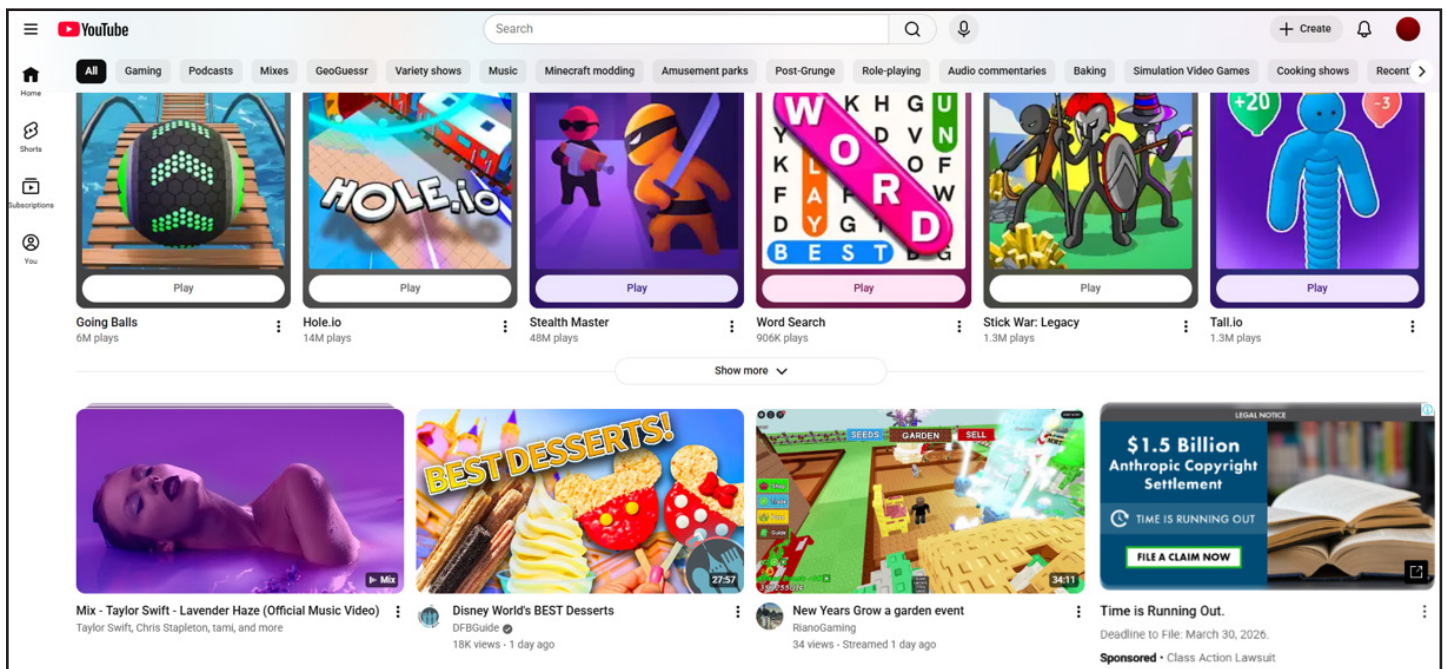 YouTube
Search
Create
All
Gaming
Podcasts
Mixes
GeoGuessr
Variety shows
Music
Minecraft modding
Amusement parks
Post-Grunge
Role-playing
Audio commentaries
Baking
Simulation Video Games
Cooking shows
Recent
Home
Shorts
Subscriptions
You
HOLE.io
W K H G U
Y O D V N
K L R O F
F A F W
D Y G T D
B E S T D G
+20
-3
Play
Play
Play
Play
Play
Play
Going Balls
6M plays
Hole.io
14M plays
Stealth Master
48M plays
Word Search
906K plays
Stick War: Legacy
1.3M plays
Tall.io
1.3M plays
Show more
Mix
Mix - Taylor Swift - Lavender Haze (Official Music Video)
Taylor Swift, Chris Stapleton, tami, and more
BEST DESSERTS!
27:57
Disney World's BEST Desserts
DFBGuide
18K views · 1 day ago
SEEDS
GARDEN
SELL
Shop
Guide
34:11
New Years Grow a garden event
RianoGaming
34 views · Streamed 1 day ago
LEGAL NOTICE
$1.5 Billion
Anthropic Copyright
Settlement
TIME IS RUNNING OUT
FILE A CLAIM NOW
Time is Running Out.
Deadline to File: March 30, 2026.
Sponsored · Class Action Lawsuit